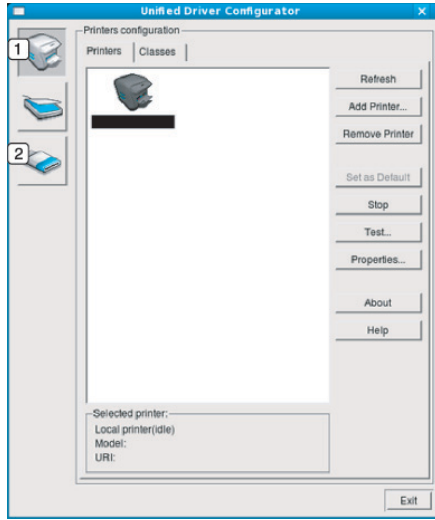 Unified Driver Configurator
1
2
Printers configuration
Printers
Classes
Refresh
Add Printer...
Remove Printer
Set as Default
Stop
Test...
Properties...
About
Help
Selected printer:
Local printer(idle)
Model:
URI:
Exit